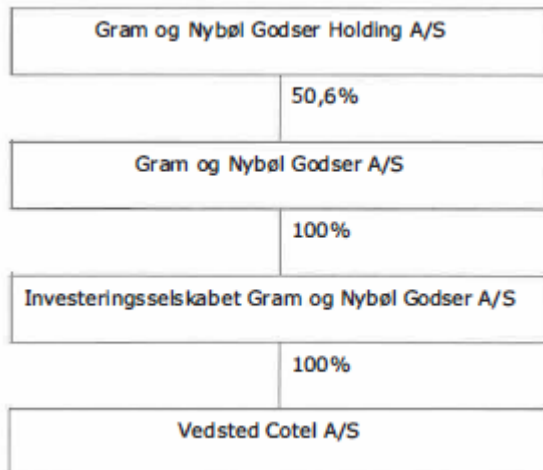 Gram og Nybøl Godser Holding A/S
50,6%
Gram og Nybøl Godser A/S
100%
Investeringsselskabet Gram og Nybøl Godser A/S
100%
Vedsted Cotel A/S